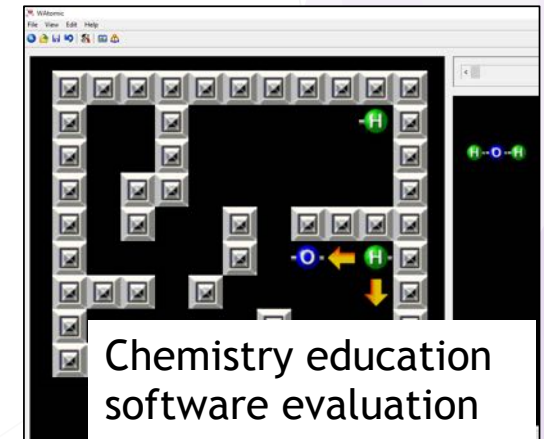 WAtomic
File View Edit Help
H
H-O-H
O H
Chemistry education
software evaluation